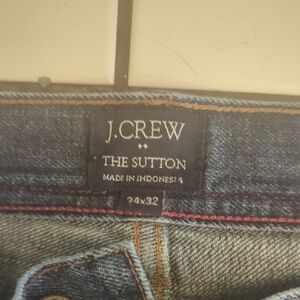 J.CREW
THE SUTTON
MADE IN INDONESIA
34x32